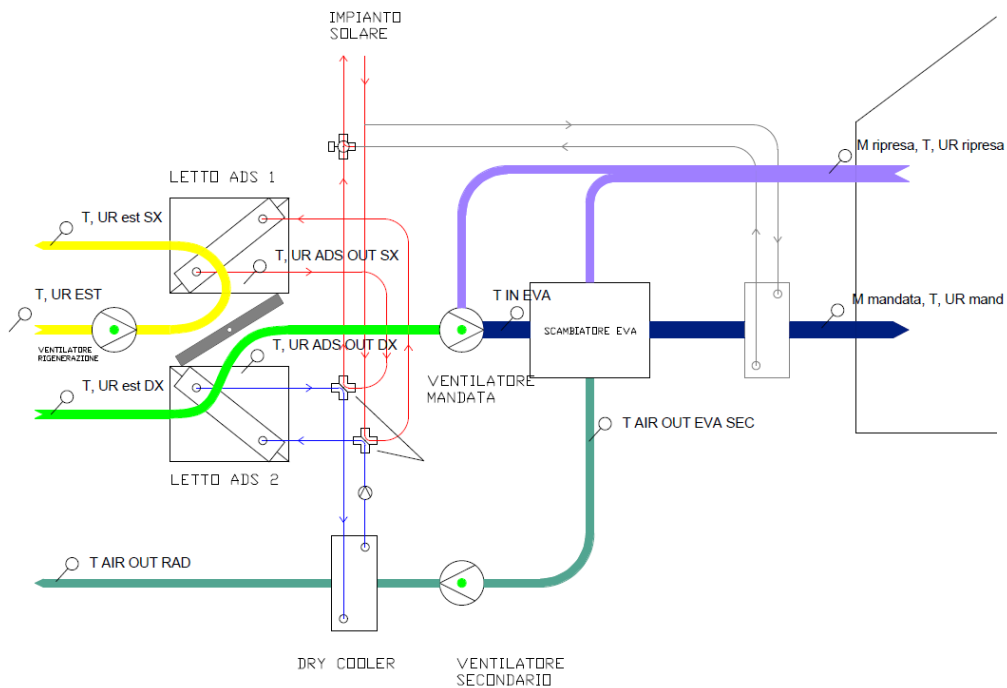 IMPIANTO
SOLARE
M ripresa, T, UR ripresa
LETTO ADS 1
T, UR est SX
T, UR ADS OUT SX
T, UR EST
T IN EVA
M mandata, T, UR mand
SCAMBIATORE EVA
VENTILATORE
RIGENERAZIONE
T, UR ADS OUT DX
T, UR est DX
VENTILATORE
MANDATA
T AIR OUT EVA SEC
LETTO ADS 2
T AIR OUT RAD
DRY COOLER
VENTILATORE
SECONDARIO